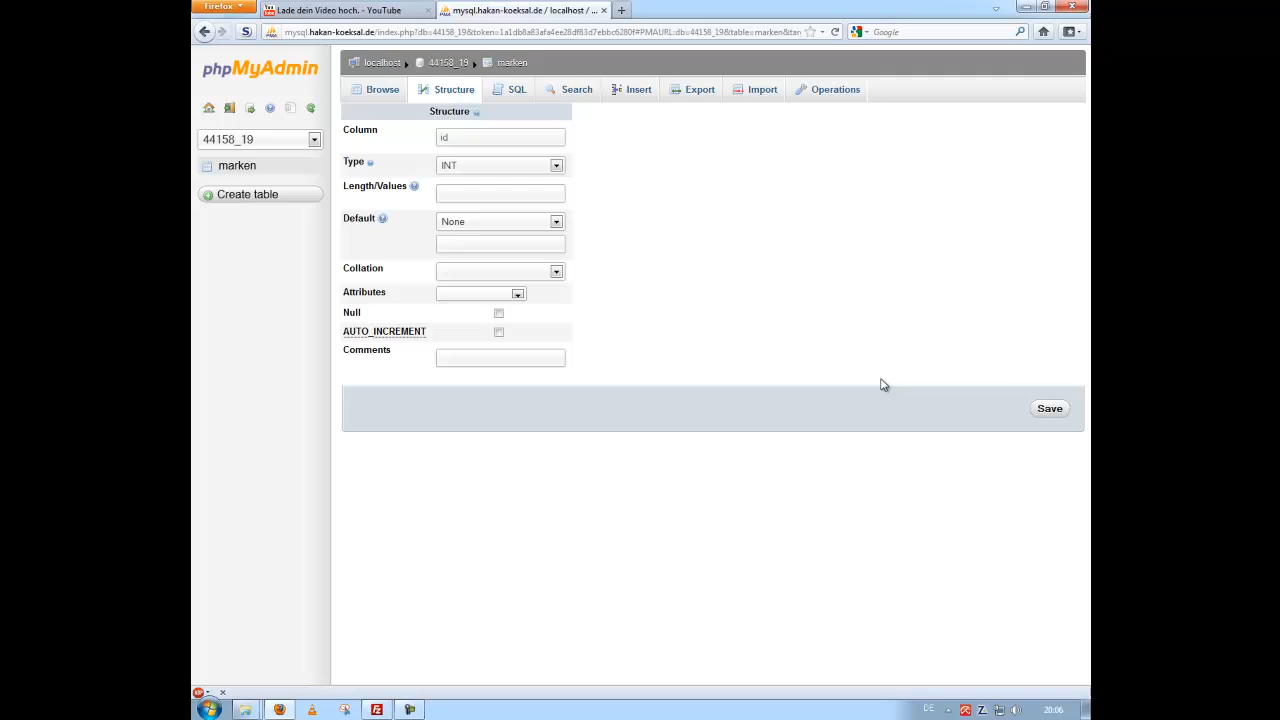 Firefox
Lade dein Video hoch. - YouTube
mysql.hakan-koeksal.de / localhost / ...
mysql.hakan-koeksal.de/index.php?db=44158_19&token=1a1db8a83afa4ee28df83d7ebbc6280f#PMAURL:db=44158_19&table=marken&tar
Google
phpMyAdmin
44158_19
marken
Create table
localhost
44158_19
marken
Browse
Structure
SQL
Search
Insert
Export
Import
Operations
Structure
Column
id
Type
INT
Length/Values
Default
None
Collation
Attributes
Null
AUTO_INCREMENT
Comments
Save
DE
20:06